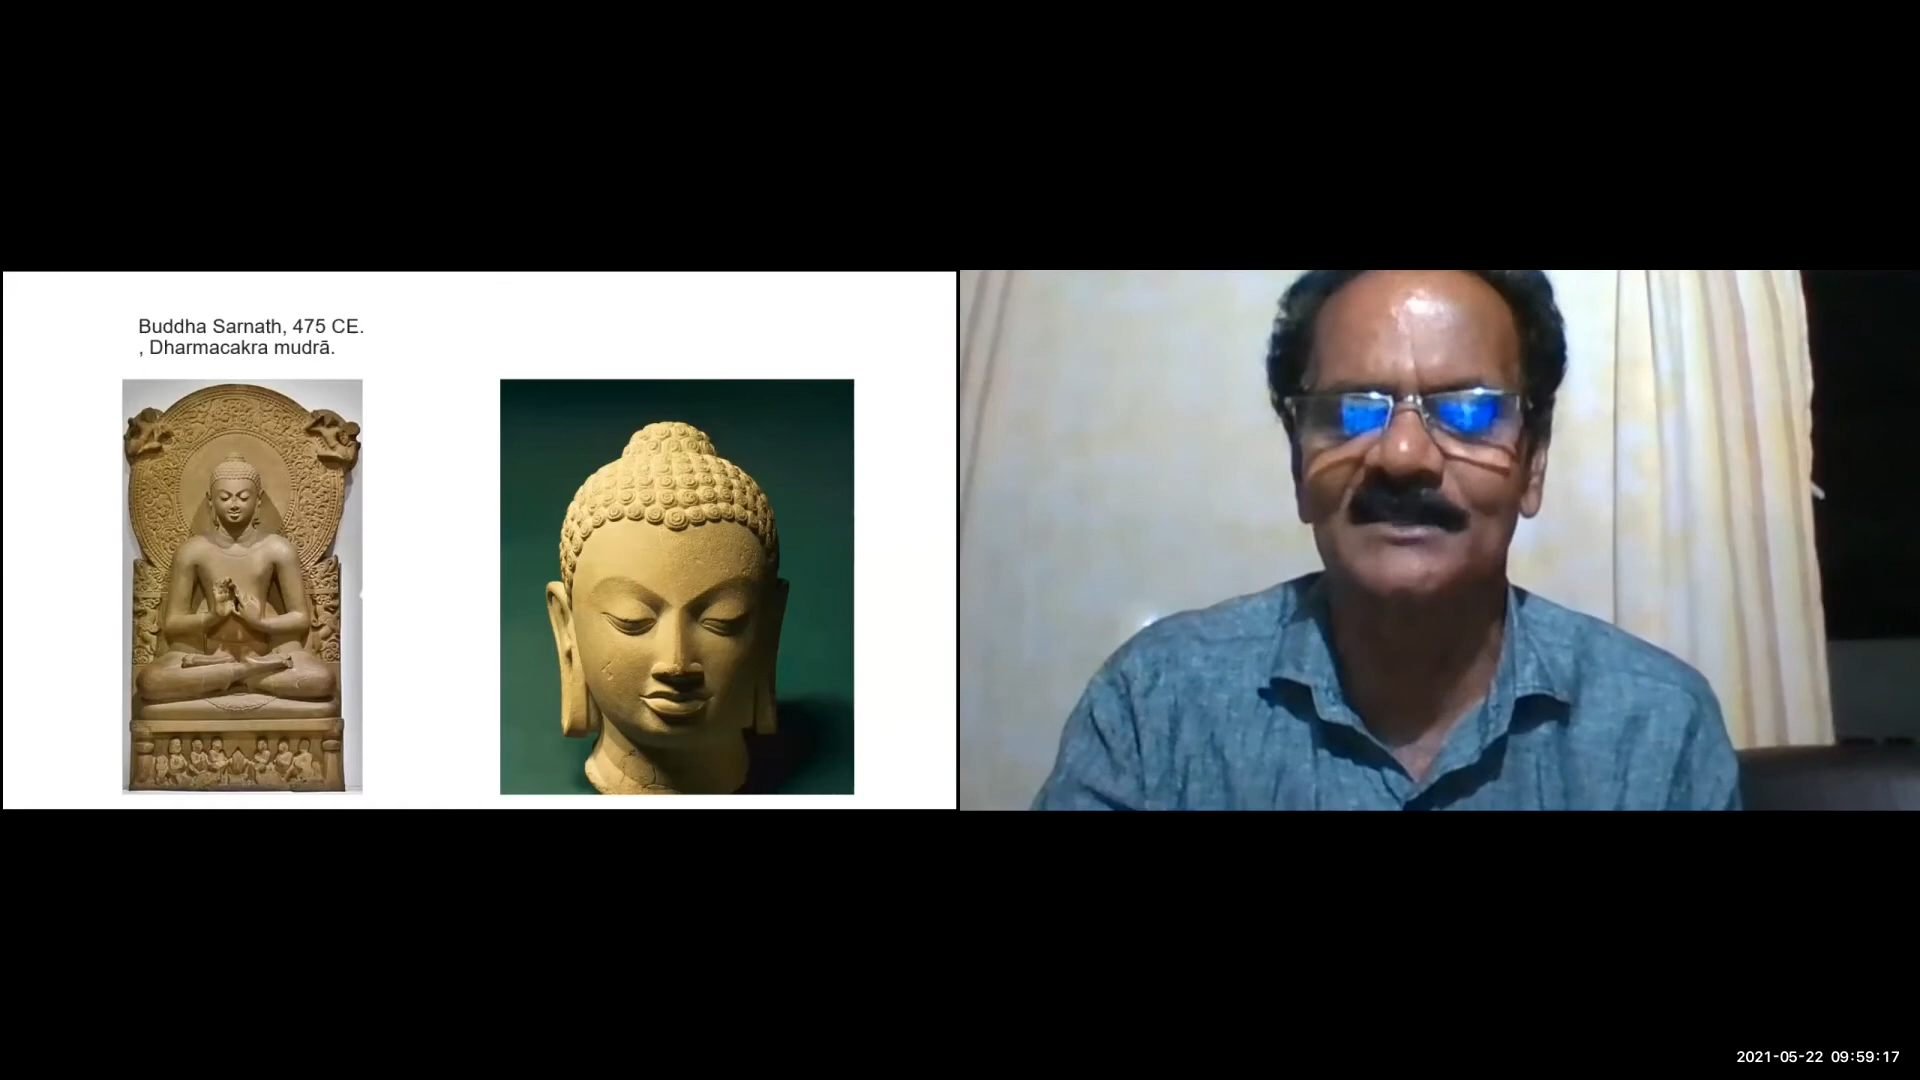 Buddha Sarnath, 475 CE.
, Dharmacakra mudrā.
2021-05-22 09:59:17